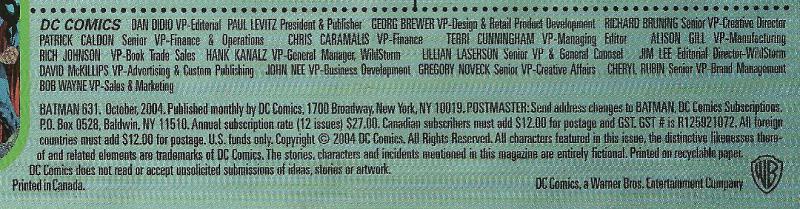 DC COMICS DAN DIDIO VP-Editorial PAUL LEVITZ President & Publisher GEORG BREWER VP-Design & Retail Product Development RICHARD BRUNING Senior VP-Creative Director
PATRICK CALDON Senior VP-Finance & Operations CHRIS CARAMALIS VP-Finance TERRI CUNNINGHAM VP-Managing Editor ALISON GILL VP-Manufacturing
RICH JOHNSON VP-Book Trade Sales HANK KANALZ VP-General Manager, WildStorm LILLIAN LASERSON Senior VP & General Counsel JIM LEE Editorial Director-WildStorm
DAVID McKILLIPS VP-Advertising & Custom Publishing JOHN NEE VP-Business Development GREGORY NOVECK Senior VP-Creative Affairs CHERYL RUBIN Senior VP-Brand Management
BOB WAYNE VP-Sales & Marketing
BATMAN 631, October, 2004. Published monthly by DC Comics, 1700 Broadway, New York, NY 10019. POSTMASTER: Send address changes to BATMAN, DC Comics Subscriptions,
P.O. Box 0528, Baldwin, NY 11510. Annual subscription rate (12 issues) $27.00. Canadian subscribers must add $12.00 for postage and GST. GST # is R125921072. All foreign
countries must add $12.00 for postage. U.S. funds only. Copyright © 2004 DC Comics. All Rights Reserved. All characters featured in this issue, the distinctive likenesses there-
of and related elements are trademarks of DC Comics. The stories, characters and incidents mentioned in this magazine are entirely fictional. Printed on recyclable paper.
DC Comics does not read or accept unsolicited submissions of ideas, stories or artwork.
Printed in Canada. DC Comics, a Warner Bros. Entertainment Company WB